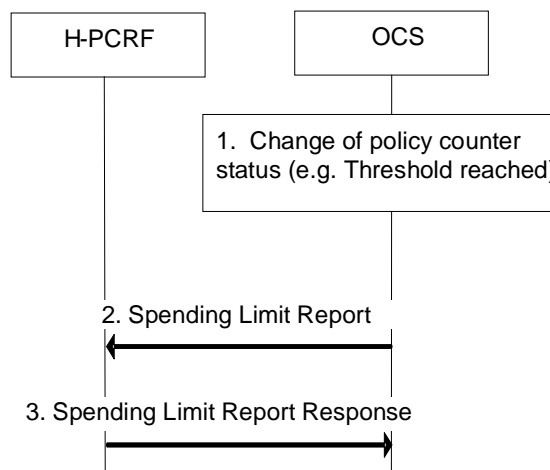 H-PCRF
OCS
1. Change of policy counter
status (e.g. Threshold reached)
2. Spending Limit Report
3. Spending Limit Report Response